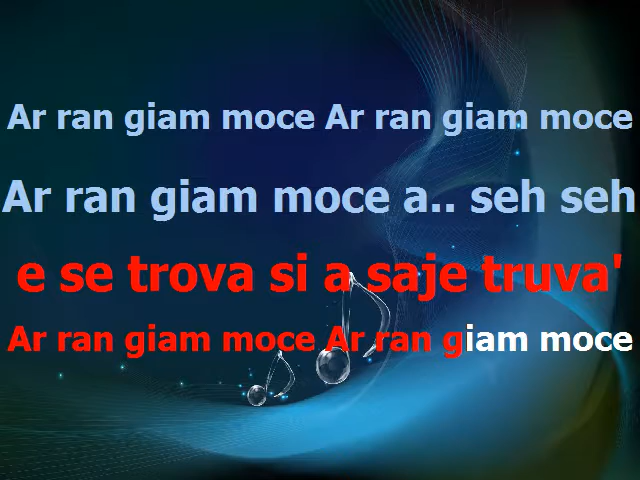 Ar ran giam moce Ar ran giam moce
Ar ran giam moce a.. seh seh
e se trova si a saje truva'
Ar ran giam moce Ar ran giam moce